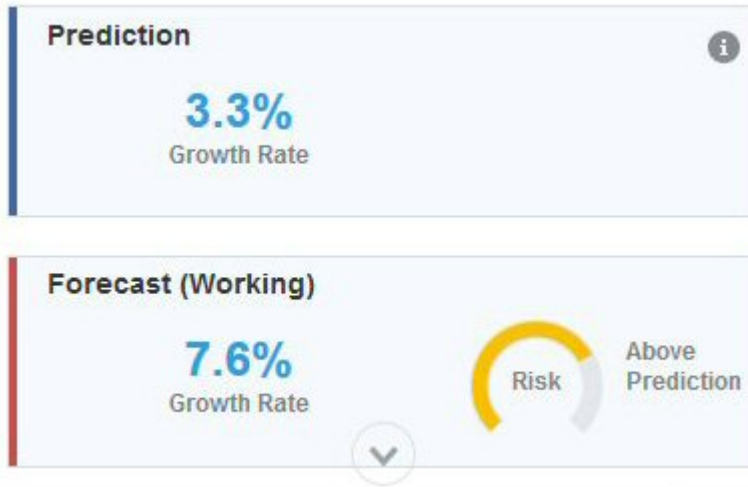 Prediction
i
3.3%
Growth Rate
Forecast (Working)
7.6%
Growth Rate
Risk
Above
Prediction